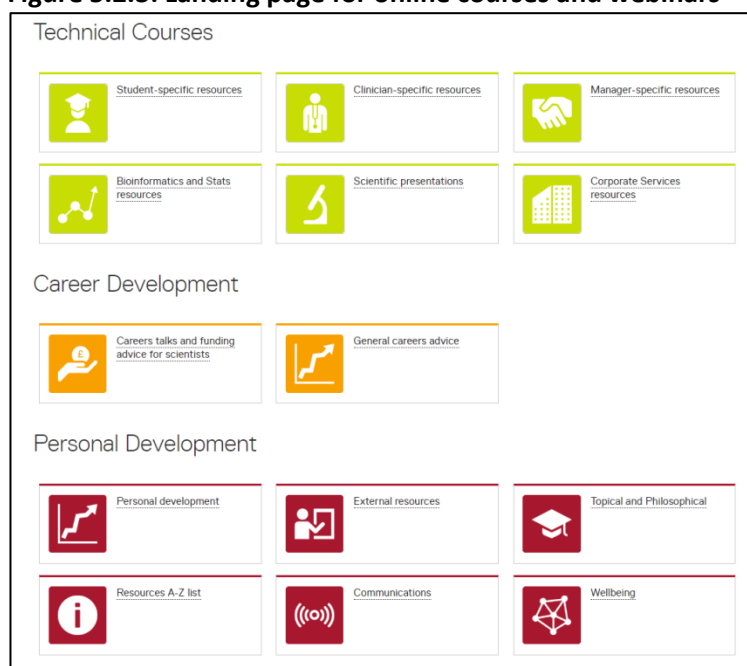 Technical Courses
Student-specific resources
Clinician-specific resources
Manager-specific resources
Bioinformatics and Stats
resources
Scientific presentations
Corporate Services
resources
Career Development
£
Careers talks and funding
advice for scientists
General careers advice
Personal Development
Personal development
External resources
Topical and Philosophical
i
Resources A-Z list
Communications
Wellbeing